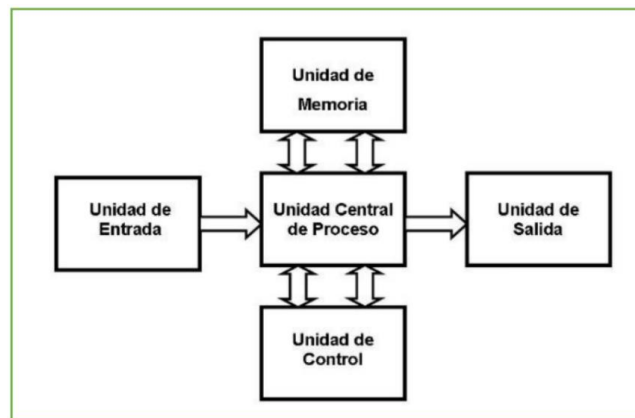 Unidad de
Memoria
Unidad de
Entrada
Unidad Central
de Proceso
Unidad de
Salida
Unidad de
Control